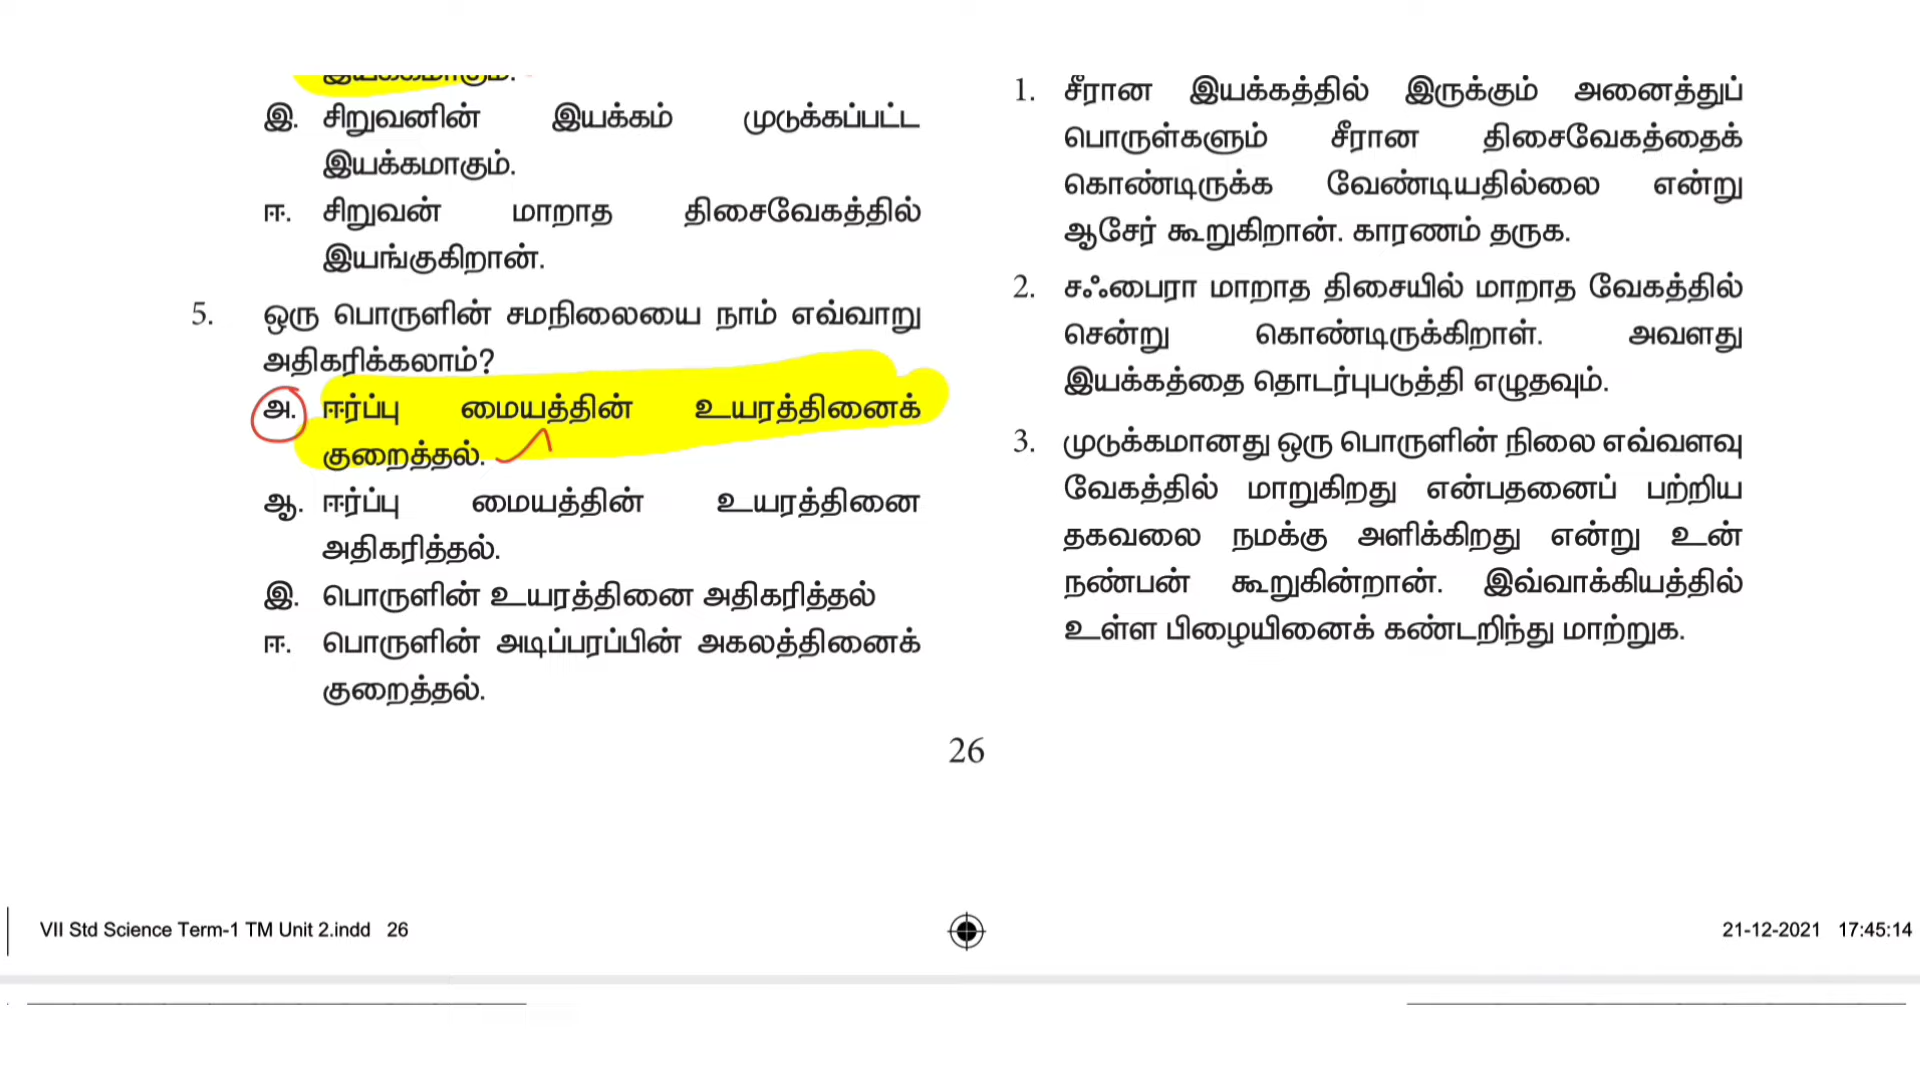 இயக்கமாகும்.
இ. சிறுவனின் இயக்கம் முடுக்கப்பட்ட
இயக்கமாகும்.
ஈ. சிறுவன் மாறாத திசைவேகத்தில்
இயங்குகிறான்.
5. ஒரு பொருளின் சமநிலையை நாம் எவ்வாறு
அதிகரிக்கலாம்?
அ. ஈர்ப்பு மையத்தின் உயரத்தினைக்
குறைத்தல்.
ஆ. ஈர்ப்பு மையத்தின் உயரத்தினை
அதிகரித்தல்.
இ. பொருளின் உயரத்தினை அதிகரித்தல்
ஈ. பொருளின் அடிப்பரப்பின் அகலத்தினைக்
குறைத்தல்.
1. சீரான இயக்கத்தில் இருக்கும் அனைத்துப்
பொருள்களும் சீரான திசைவேகத்தைக்
கொண்டிருக்க வேண்டியதில்லை என்று
ஆசேர் கூறுகிறான். காரணம் தருக.
2. சஃபைரா மாறாத திசையில் மாறாத வேகத்தில்
சென்று கொண்டிருக்கிறாள். அவளது
இயக்கத்தை தொடர்புபடுத்தி எழுதவும்.
3. முடுக்கமானது ஒரு பொருளின் நிலை எவ்வளவு
வேகத்தில் மாறுகிறது என்பதனைப் பற்றிய
தகவலை நமக்கு அளிக்கிறது என்று உன்
நண்பன் கூறுகின்றான். இவ்வாக்கியத்தில்
உள்ள பிழையினைக் கண்டறிந்து மாற்றுக.
26
VII Std Science Term-1 TM Unit 2.indd 26
21-12-2021 17:45:14